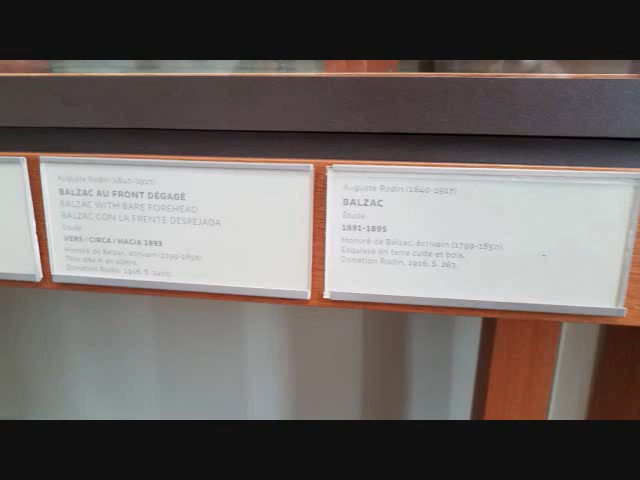 Auguste Rodin (1840-1917)
BALZAC AU FRONT DÉGAGÉ
BALZAC WITH BARE FOREHEAD
BALZAC CON LA FRENTE DESPEJADA
Étude
VERS / CIRCA / HACIA 1893
Honoré de Balzac, écrivain (1799-1850)
Tête dite H en plâtre.
Donation Rodin, 1916, S. 1400.
Auguste Rodin (1840-1917)
BALZAC
Étude
1891-1895
Honoré de Balzac, écrivain (1799-1850).
Esquisse en terre cuite et bois.
Donation Rodin, 1916, S. 263.